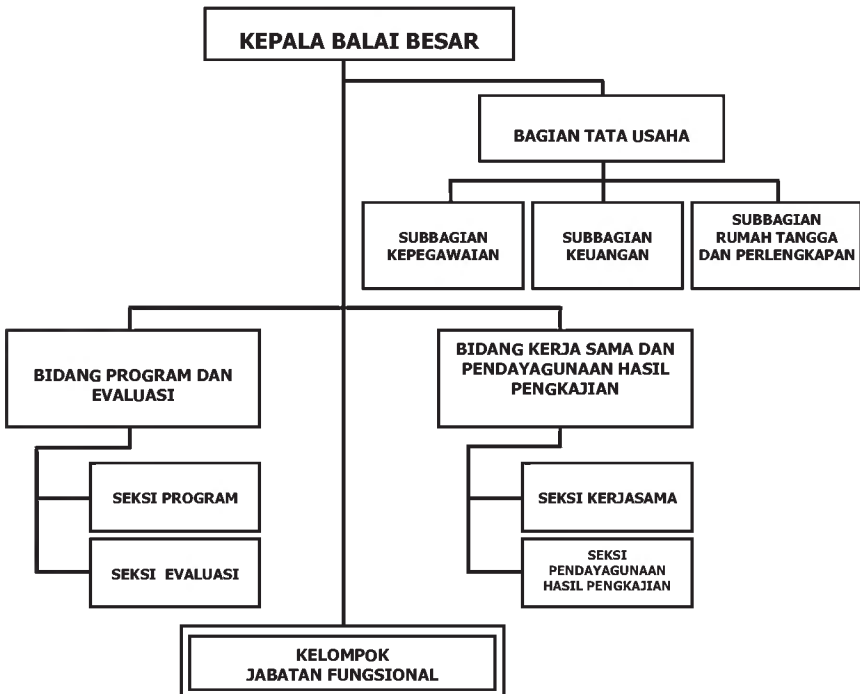 KEPALA BALAI BESAR
BAGIAN TATA USAHA
SUBBAGIAN
KEPEGAWAIAN
SUBBAGIAN
KEUANGAN
SUBBAGIAN
RUMAH TANGGA
DAN PERLENGKAPAN
BIDANG PROGRAM DAN
EVALUASI
BIDANG KERJA SAMA DAN
PENDAYAGUNAAN HASIL
PENGKAJIAN
SEKSI PROGRAM
SEKSI EVALUASI
SEKSI KERJASAMA
SEKSI
PENDAYAGUNAAN
HASIL PENGKAJIAN
KELOMPOK
JABATAN FUNGSIONAL